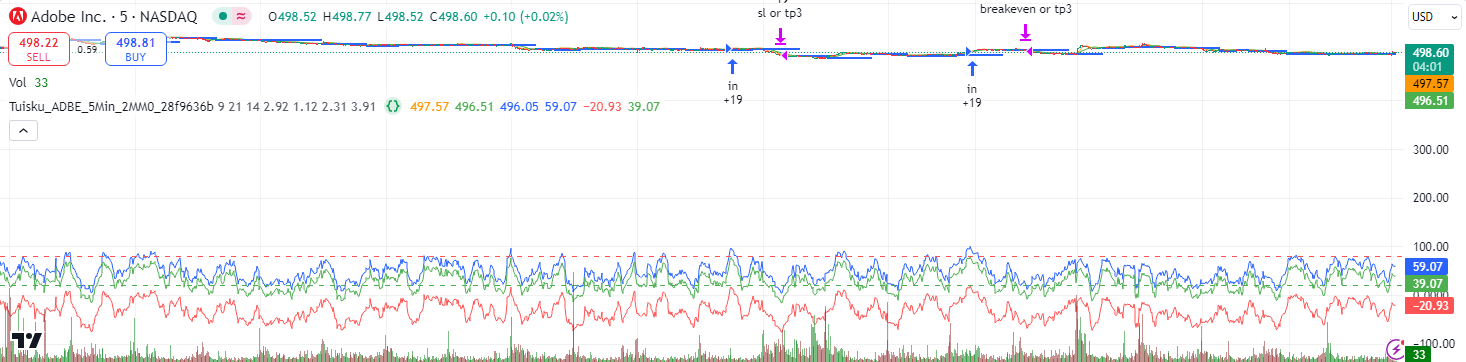 Adobe Inc. · 5 · NASDAQ
O498.52 H498.77 L498.52 C498.60 +0.10 (+0.02%)
498.22
SELL
0.59
498.81
BUY
Vol 33
Tuisku_ADBE_5Min_2MM0_28f9636b 9 21 14 2.92 1.12 2.31 3.91 {} 497.57 496.51 496.05 59.07 −20.93 39.07
sl or tp3
breakeven or tp3
in
+19
in
+19
USD
498.60
04:01
497.57
496.51
300.00
200.00
100.00
59.07
39.07
−20.93
−100.00
33